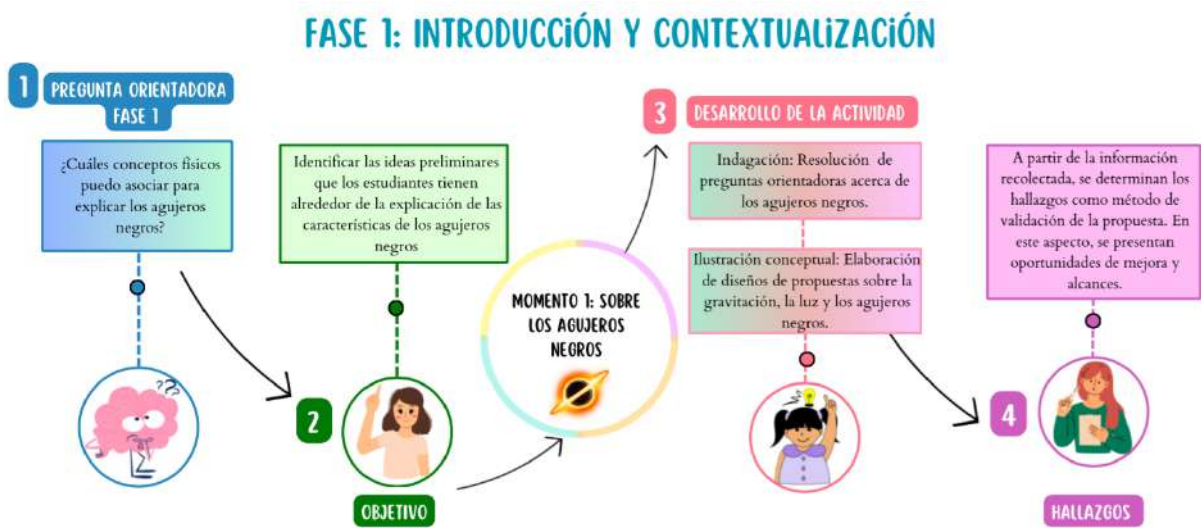 FASE 1: INTRODUCCIÓN Y CONTEXTUALIZACIÓN
1
PREGUNTA ORIENTADORA
FASE 1
¿Cuáles conceptos físicos
puedo asociar para
explicar los agujeros
negros?
???
Identificar las ideas preliminares
que los estudiantes tienen
alrededor de la explicación de las
características de los agujeros
negros
2
OBJETIVO
MOMENTO 1: SOBRE
LOS AGUJEROS
NEGROS
3
DESARROLLO DE LA ACTIVIDAD
Indagación: Resolución de
preguntas orientadoras acerca de
los agujeros negros.
Ilustración conceptual: Elaboración
de diseños de propuestas sobre la
gravitación, la luz y los agujeros
negros.
A partir de la información
recolectada, se determinan los
hallazgos como método de
validación de la propuesta. En
este aspecto, se presentan
oportunidades de mejora y
alcances.
4
HALLAZGOS